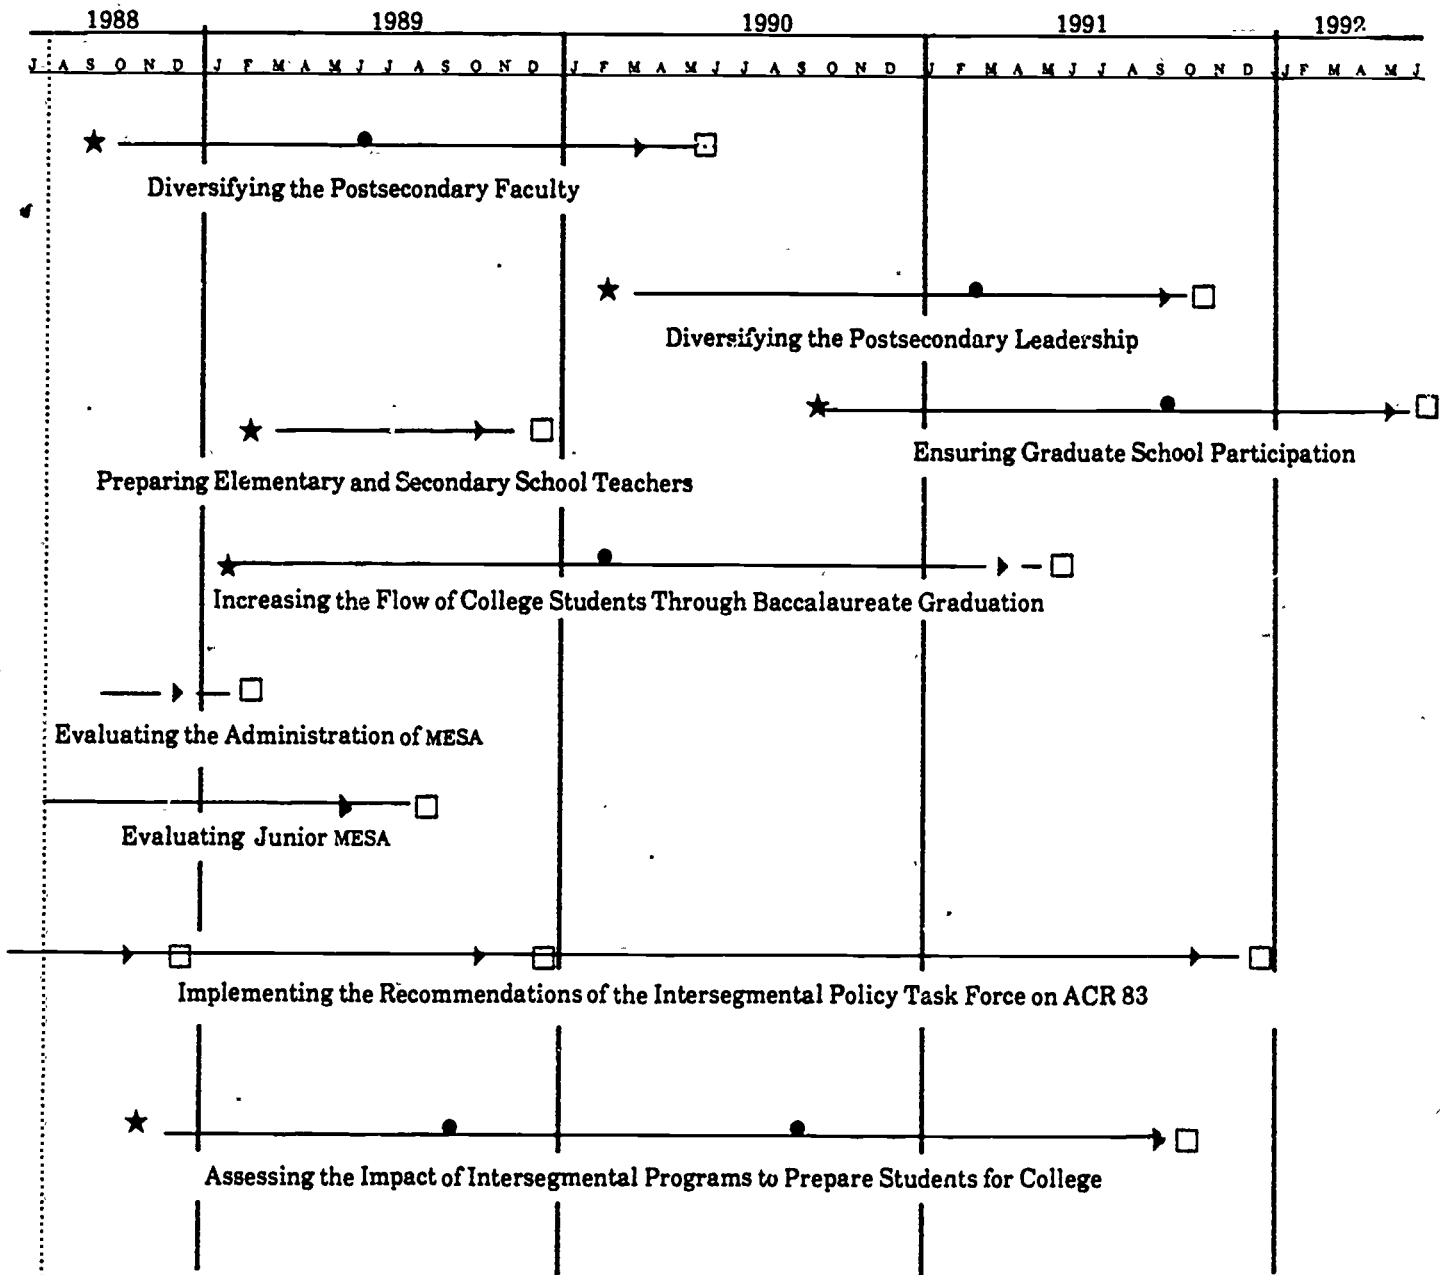 1988 1989 1990 1991 1992
J A S O N D J F M A M J J A S O N D J F M A M J J A S O N D J F M A M J J A S O N D J F M A M J
Diversifying the Postsecondary Faculty
Diversifying the Postsecondary Leadership
Ensuring Graduate School Participation
Preparing Elementary and Secondary School Teachers
Increasing the Flow of College Students Through Baccalaureate Graduation
Evaluating the Administration of MESA
Evaluating Junior MESA
Implementing the Recommendations of the Intersegmental Policy Task Force on ACR 83
Assessing the Impact of Intersegmental Programs to Prepare Students for College